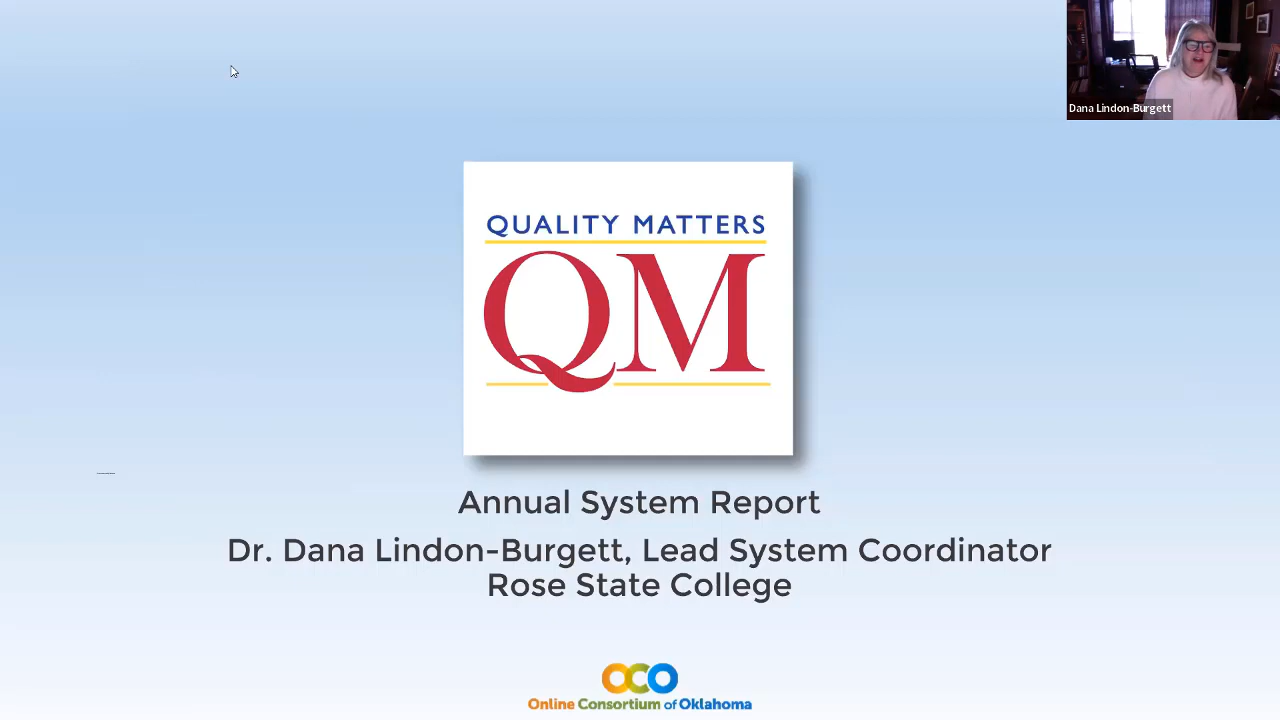 Dana Lindon-Burgett
QUALITY MATTERS
QM
Annual System Report
Dr. Dana Lindon-Burgett, Lead System Coordinator
Rose State College
OCO
Online Consortium of Oklahoma